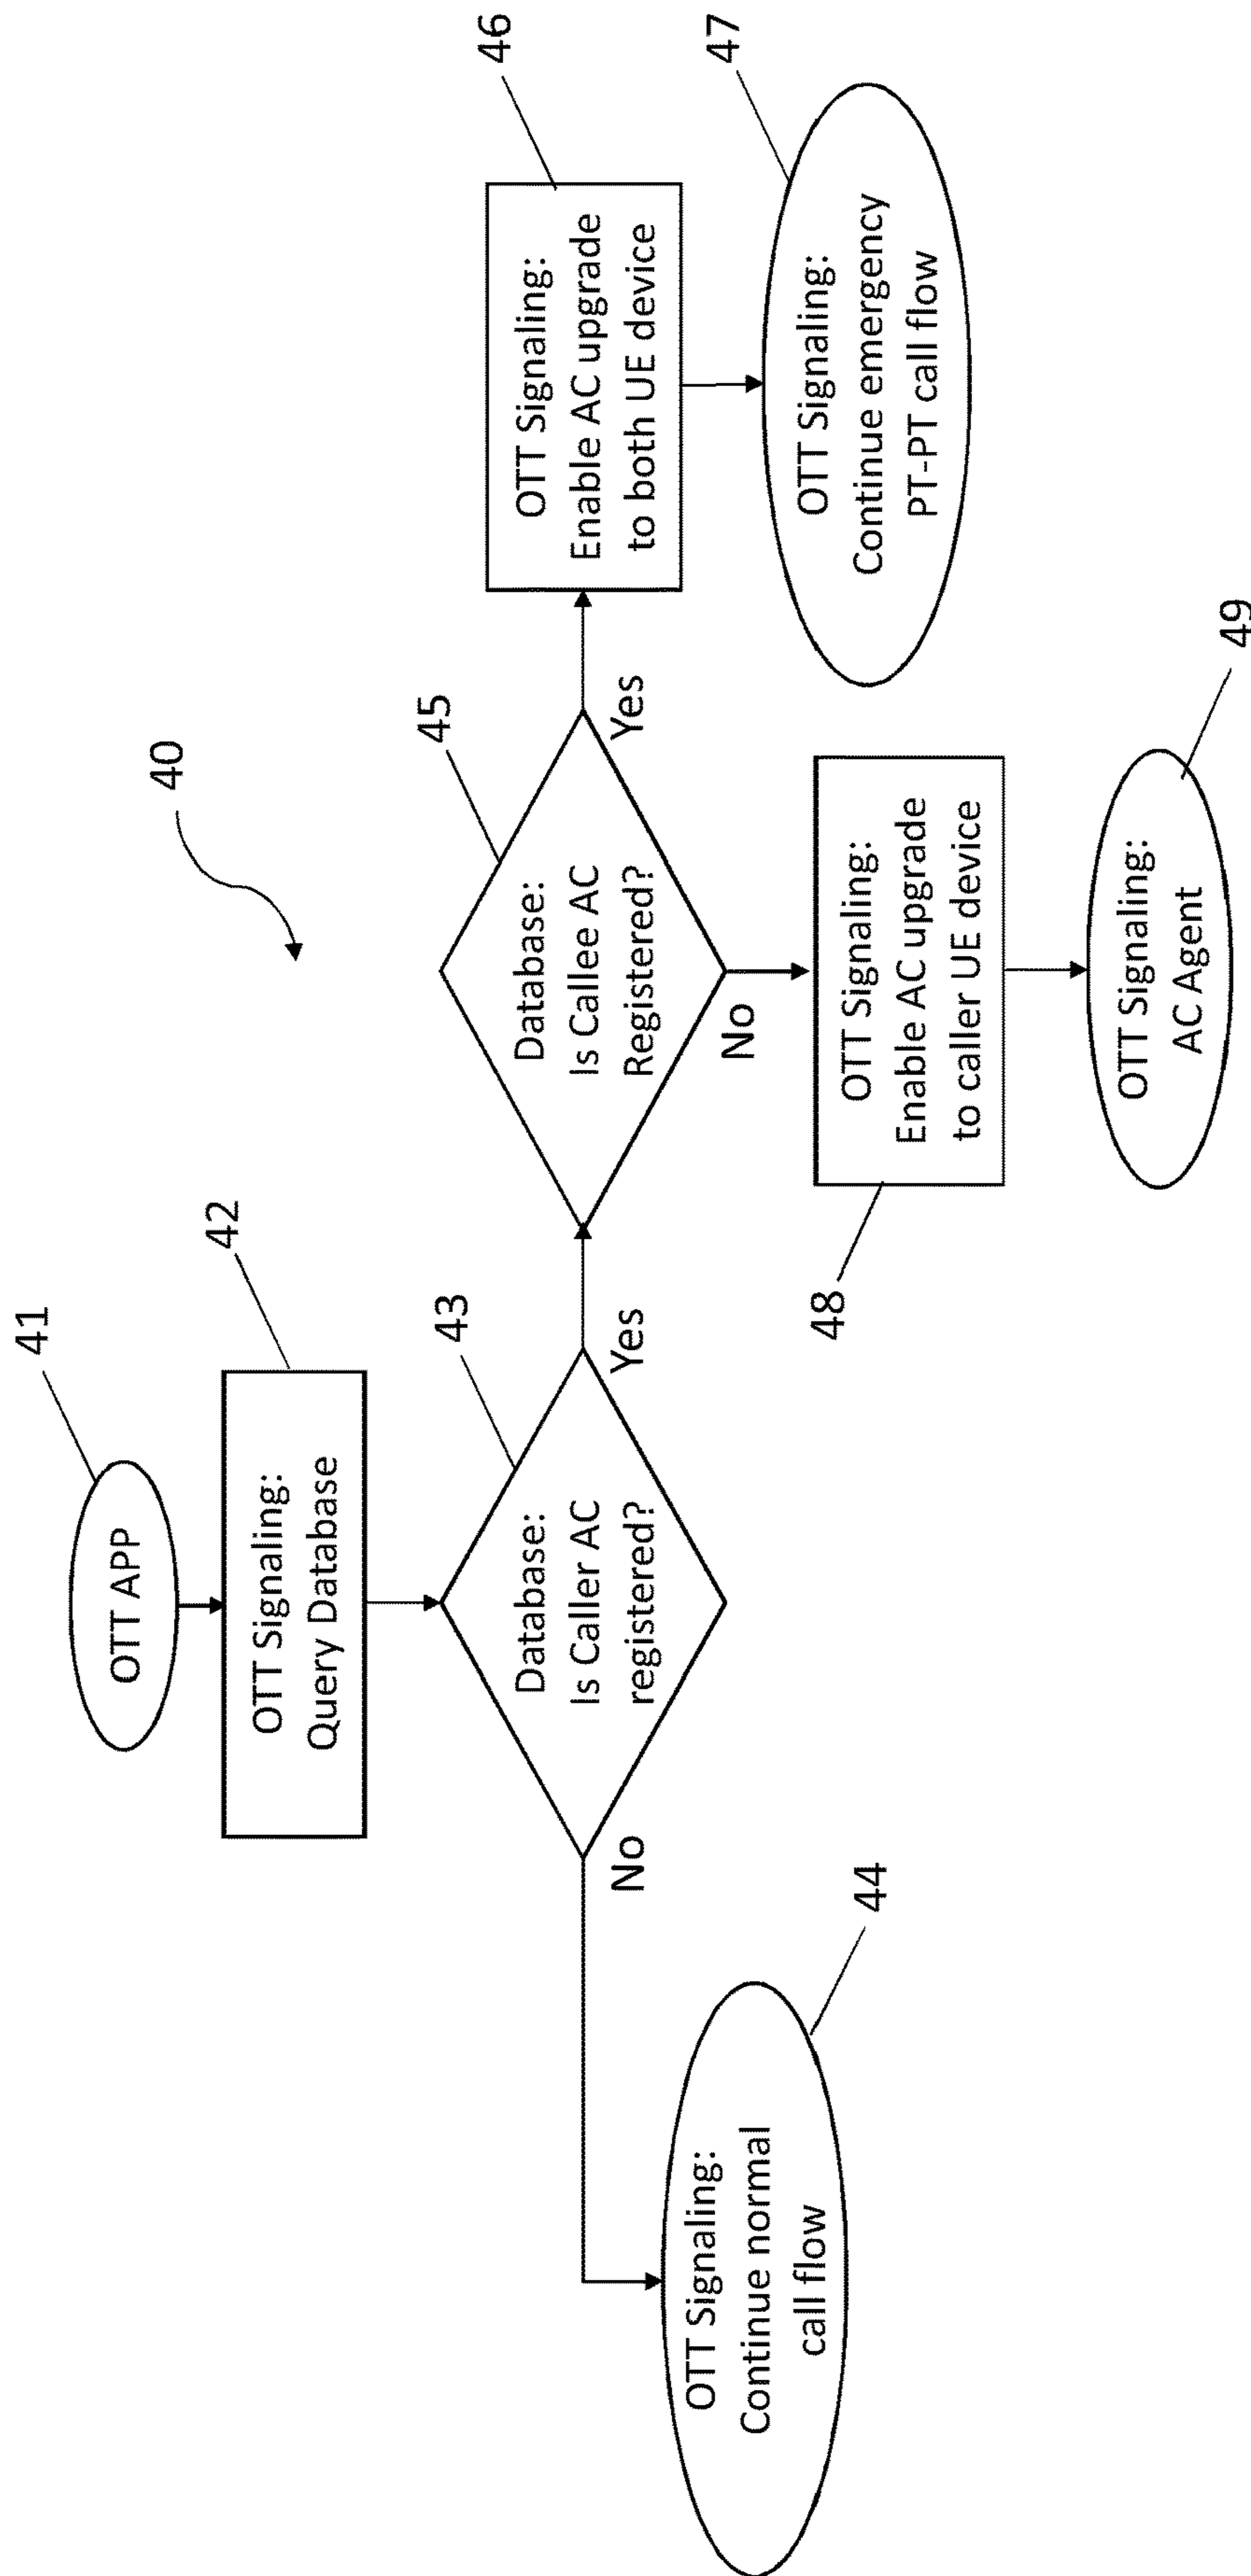 40
41
OTT APP
42
OTT Signaling:
Query Database
43
Database:
Is Caller AC
registered?
No
Yes
44
OTT Signaling:
Continue normal
call flow
45
Database:
Is Callee AC
Registered?
Yes
No
46
OTT Signaling:
Enable AC upgrade
to both UE device
47
OTT Signaling:
Continue emergency
PT-PT call flow
48
OTT Signaling:
Enable AC upgrade
to caller UE device
49
OTT Signaling:
AC Agent